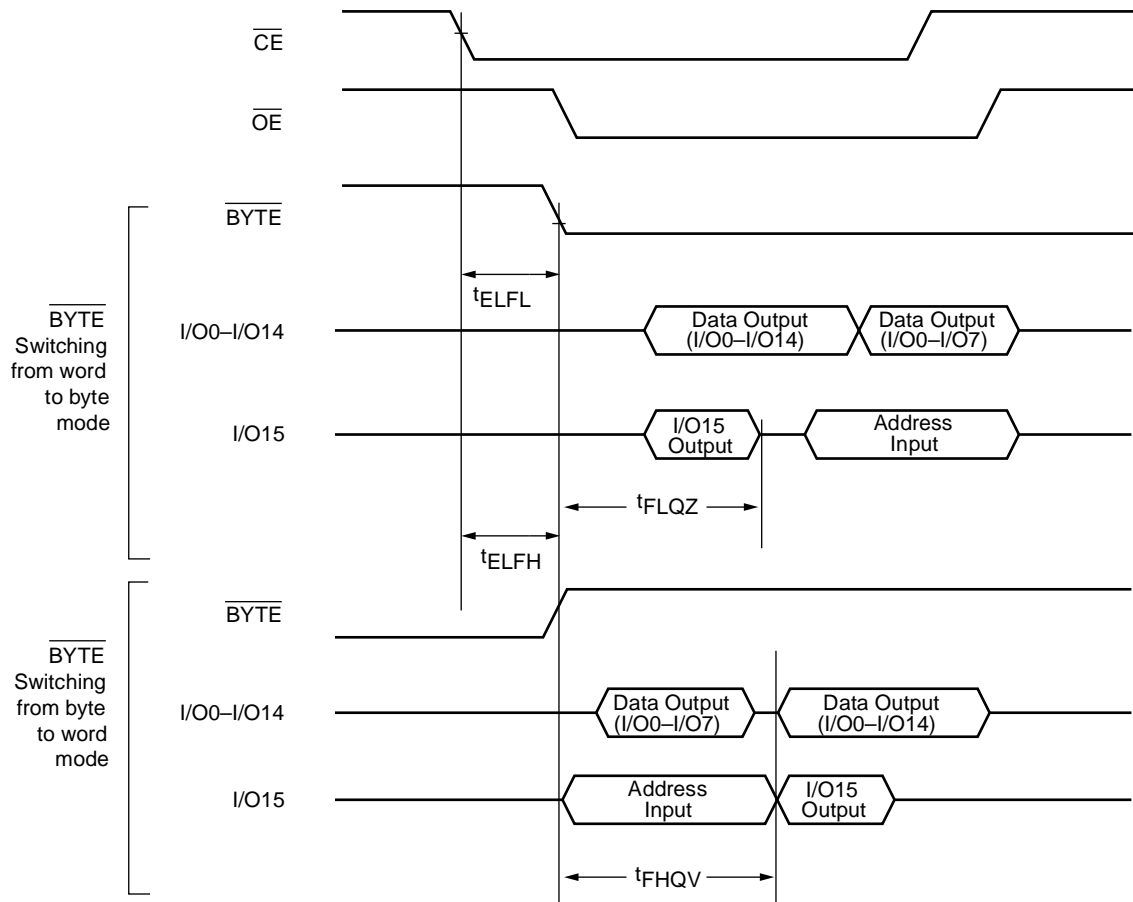 CE
OE
BYTE
tELFL
BYTE
Switching
from word
to byte
mode
I/O0–I/O14
Data Output
(I/O0–I/O14)
Data Output
(I/O0–I/O7)
I/O15
I/O15
Output
Address
Input
tFLQZ
tELFH
BYTE
BYTE
Switching
from byte
to word
mode
I/O0–I/O14
Data Output
(I/O0–I/O7)
Data Output
(I/O0–I/O14)
I/O15
Address
Input
I/O15
Output
tFHQV